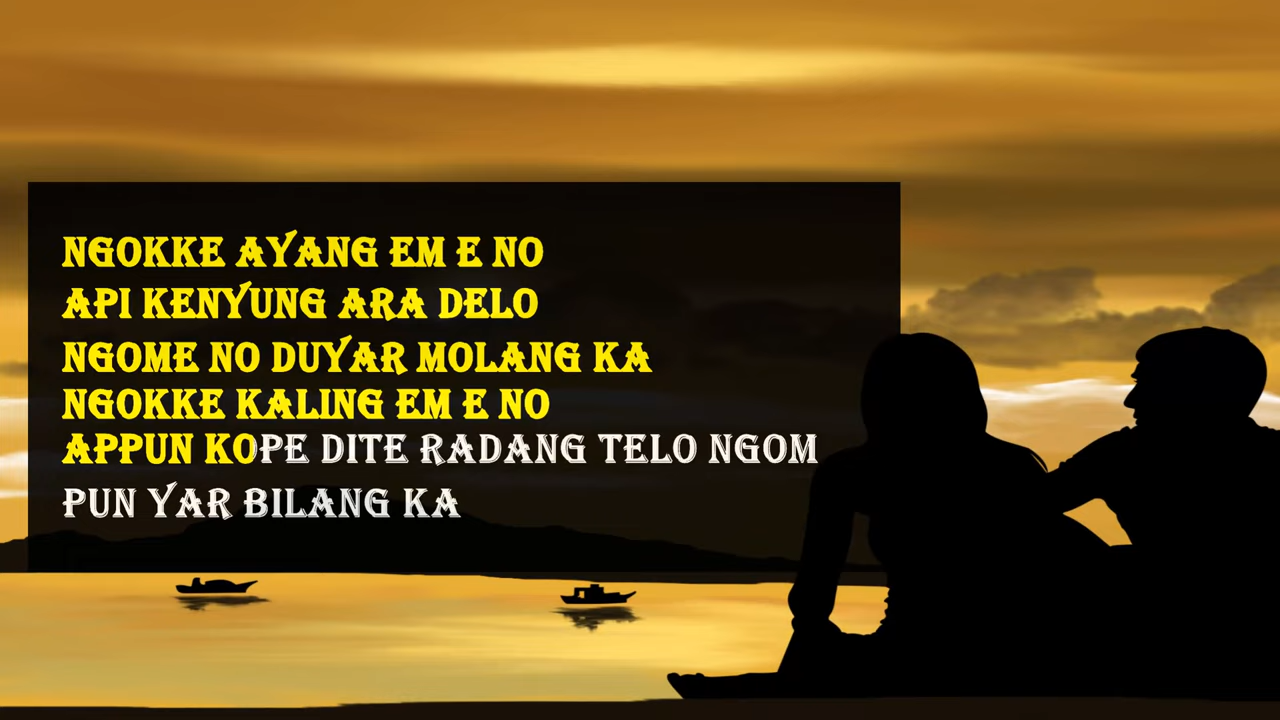 NGOKKE AYANG EM E NO
API KENYUNG ARA DELO
NGOME NO DUYAR MOLANG KA
NGOKKE KALING EM E NO
APPUN KOPE DITE RADANG TELO NGOM
PUN YAR BILANG KA